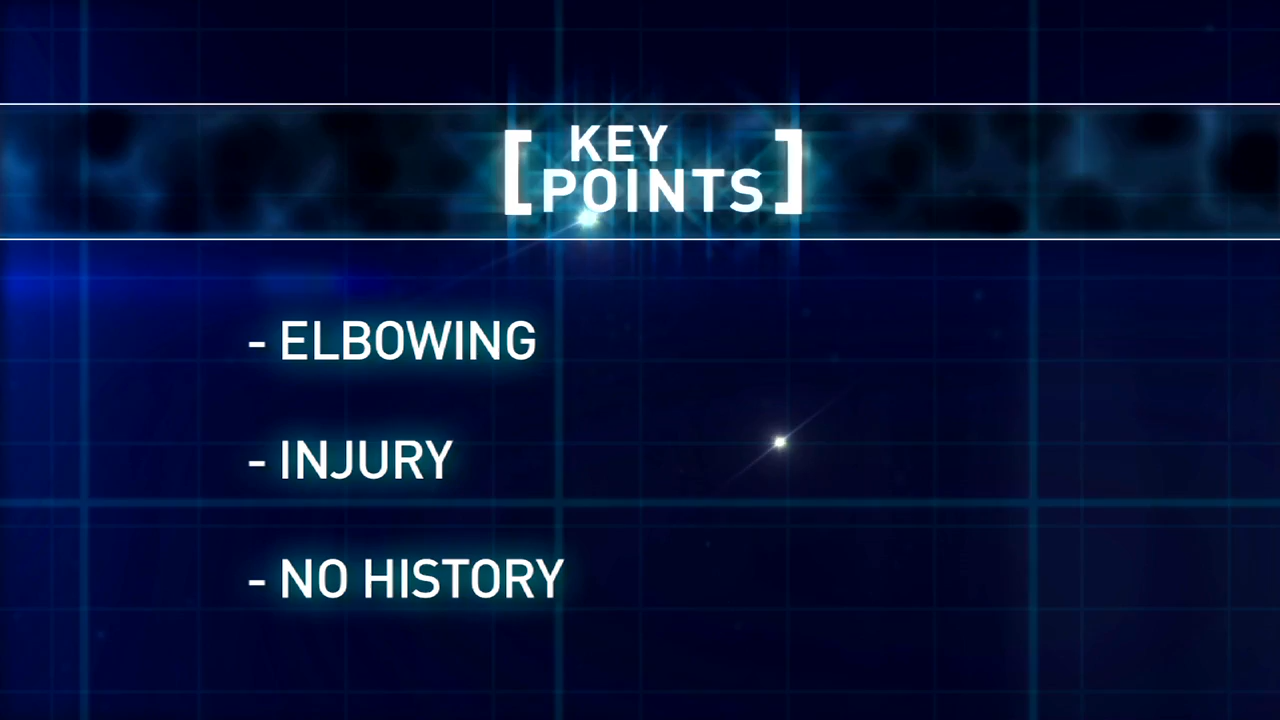 [ KEY
POINTS ]
- ELBOWING
- INJURY
- NO HISTORY